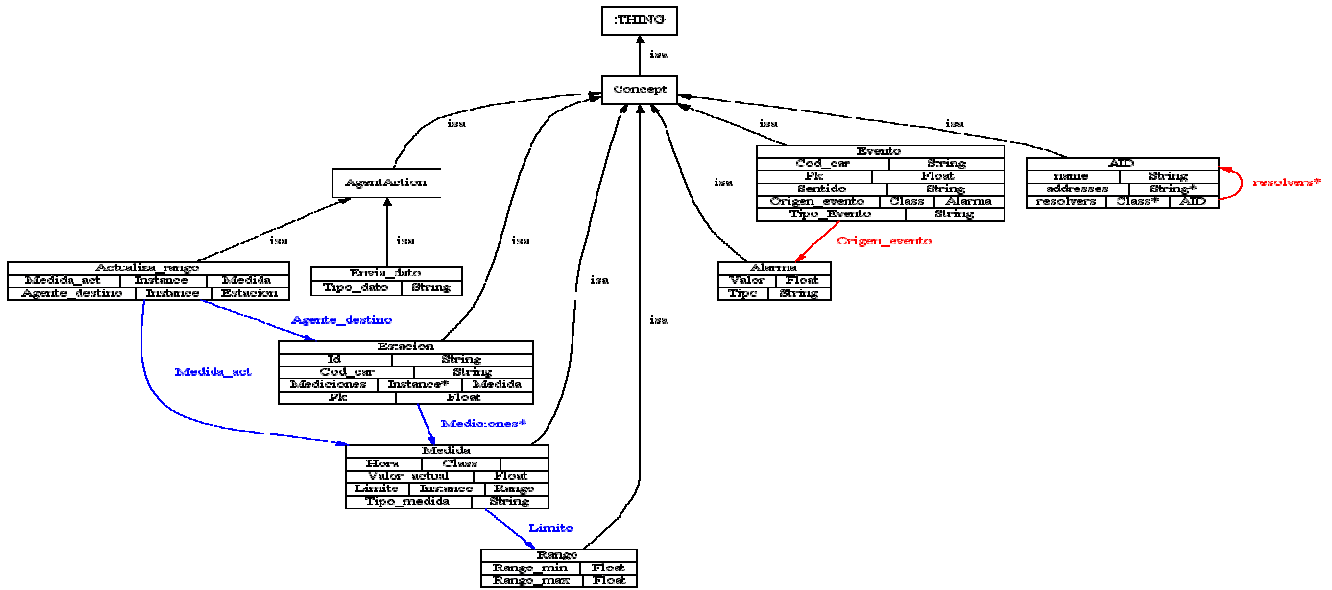 :THING
isa
Concept
isa
isa
isa
isa
AgentAction
Evento
Cod_car String
Pk Float
Sentido String
Origen_evento Class Alarma
Tipo_Evento String
AID
name String
addresses String*
resolvers Class* AID
resolvers*
isa
isa
isa
Origen_evento
Actualiza_rango
Medida_act Instance Medida
Agente_destino Instance Estacion
Envia_dato
Tipo_dato String
Alarma
Valor Float
Tipo String
isa
isa
Agente_destino
Estacion
Id String
Cod_car String
Mediciones Instance* Medida
Pk Float
Medida_act
Mediciones*
Medida
Hora Class
Valor_actual Float
Limite Instance Rango
Tipo_medida String
Limite
Rango
Rango_min Float
Rango_max Float